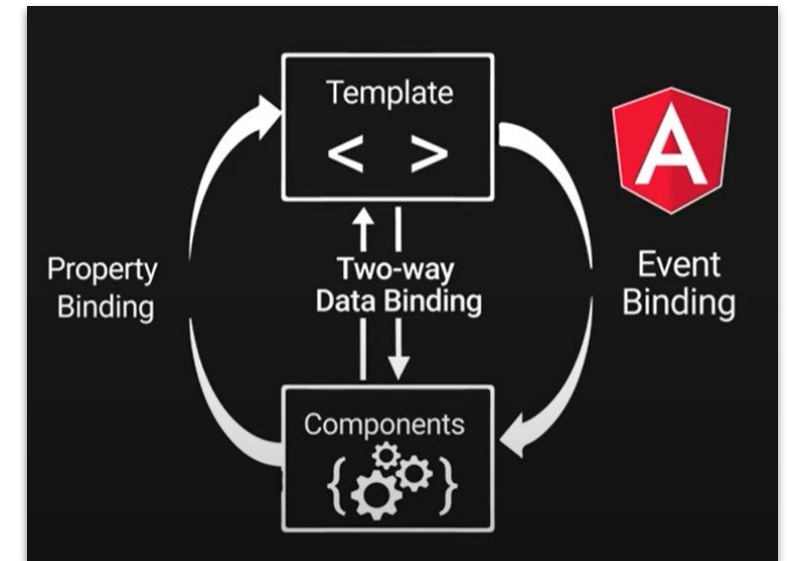 Template
< >
A
Property
Binding
Two-way
Data Binding
Event
Binding
Components
{ }